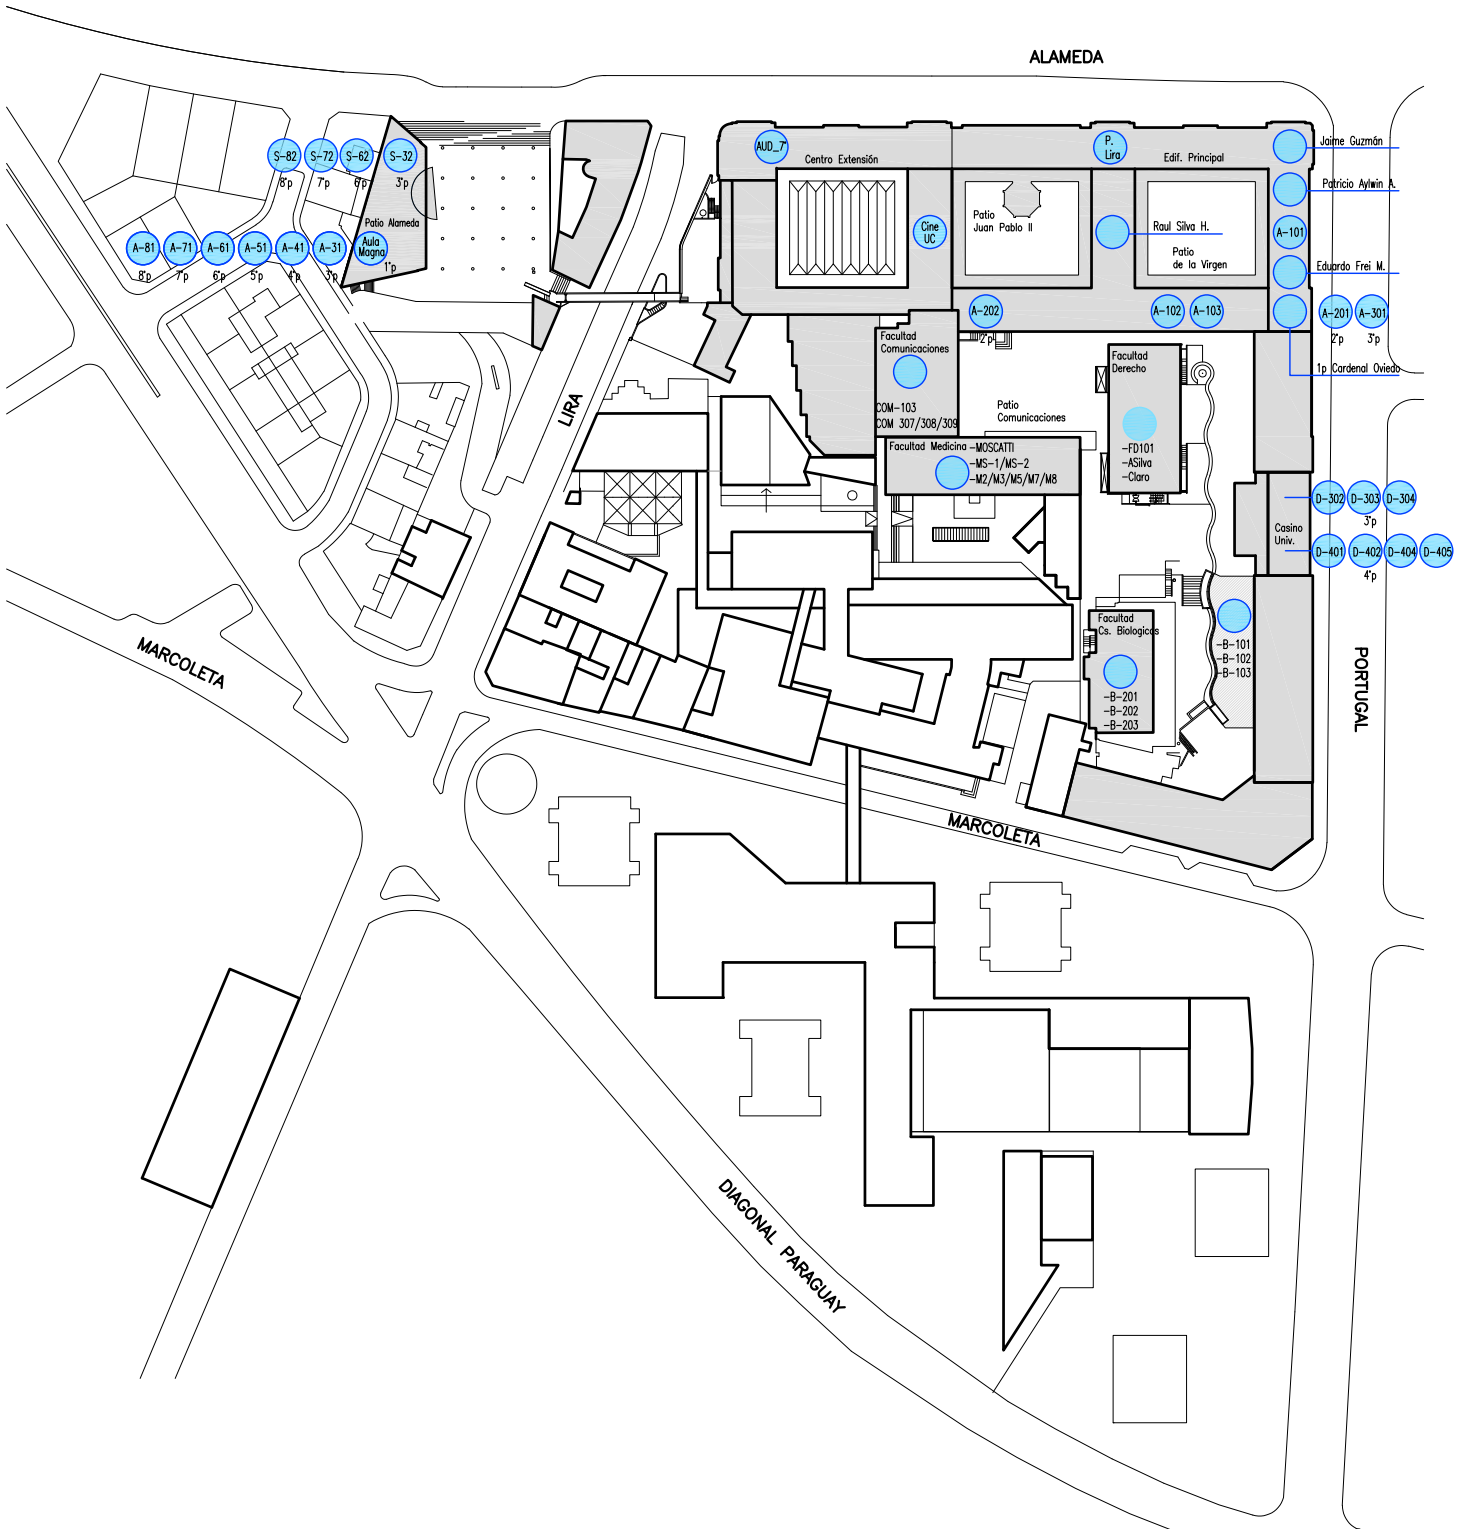 ALAMEDA
S-82
S-72
S-62
S-32
8°p
7°p
6°p
3°p
Patio Alameda
A-81
A-71
A-61
A-51
A-41
A-31
Aula
Magna
8°p
7°p
6°p
5°p
4°p
3°p
1°p
AUD_7°
Centro Extensión
P.
Lira
Edif. Principal
Jaime Guzmán
Patricio Aylwin A.
Cine
UC
Patio
Juan Pablo II
Raul Silva H.
A-101
Patio
de la Virgen
Eduardo Frei M.
A-202
2°p
A-102
A-103
A-201
A-301
2°p
3°p
1p Cardenal Oviedo
Facultad
Comunicaciones
COM-103
COM 307/308/309
Patio
Comunicaciones
Facultad
Derecho
-FD101
-ASilva
-Claro
LIRA
Facultad Medicina
-MOSCATTI
-MS-1/MS-2
-M2/M3/M5/M7/M8
D-302
D-303
D-304
3°p
Casino
Univ.
D-401
D-402
D-404
D-405
4°p
Facultad
Cs. Biologicas
-B-201
-B-202
-B-203
-B-101
-B-102
-B-103
MARCOLETA
PORTUGAL
MARCOLETA
DIAGONAL PARAGUAY